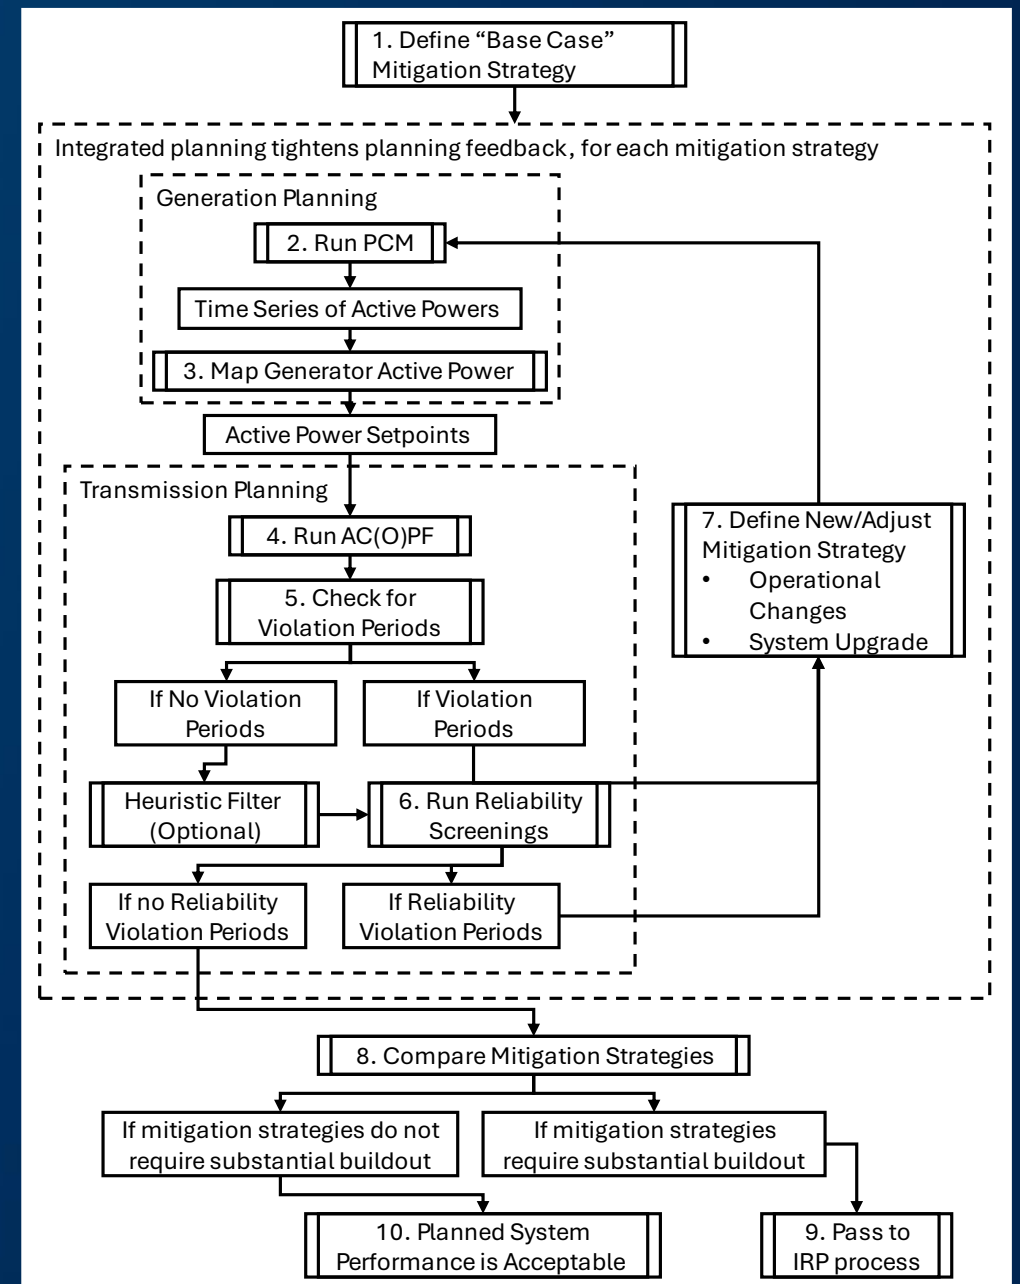 1. Define “Base Case”
Mitigation Strategy
Integrated planning tightens planning feedback, for each mitigation strategy
Generation Planning
2. Run PCM
Time Series of Active Powers
3. Map Generator Active Power
Active Power Setpoints
Transmission Planning
4. Run AC(O)PF
5. Check for
Violation Periods
If No Violation
Periods
If Violation
Periods
7. Define New/Adjust
Mitigation Strategy
• Operational
Changes
• System Upgrade
Heuristic Filter
(Optional)
6. Run Reliability
Screenings
If no Reliability
Violation Periods
If Reliability
Violation Periods
8. Compare Mitigation Strategies
If mitigation strategies do not
require substantial buildout
If mitigation strategies
require substantial buildout
10. Planned System
Performance is Acceptable
9. Pass to
IRP process